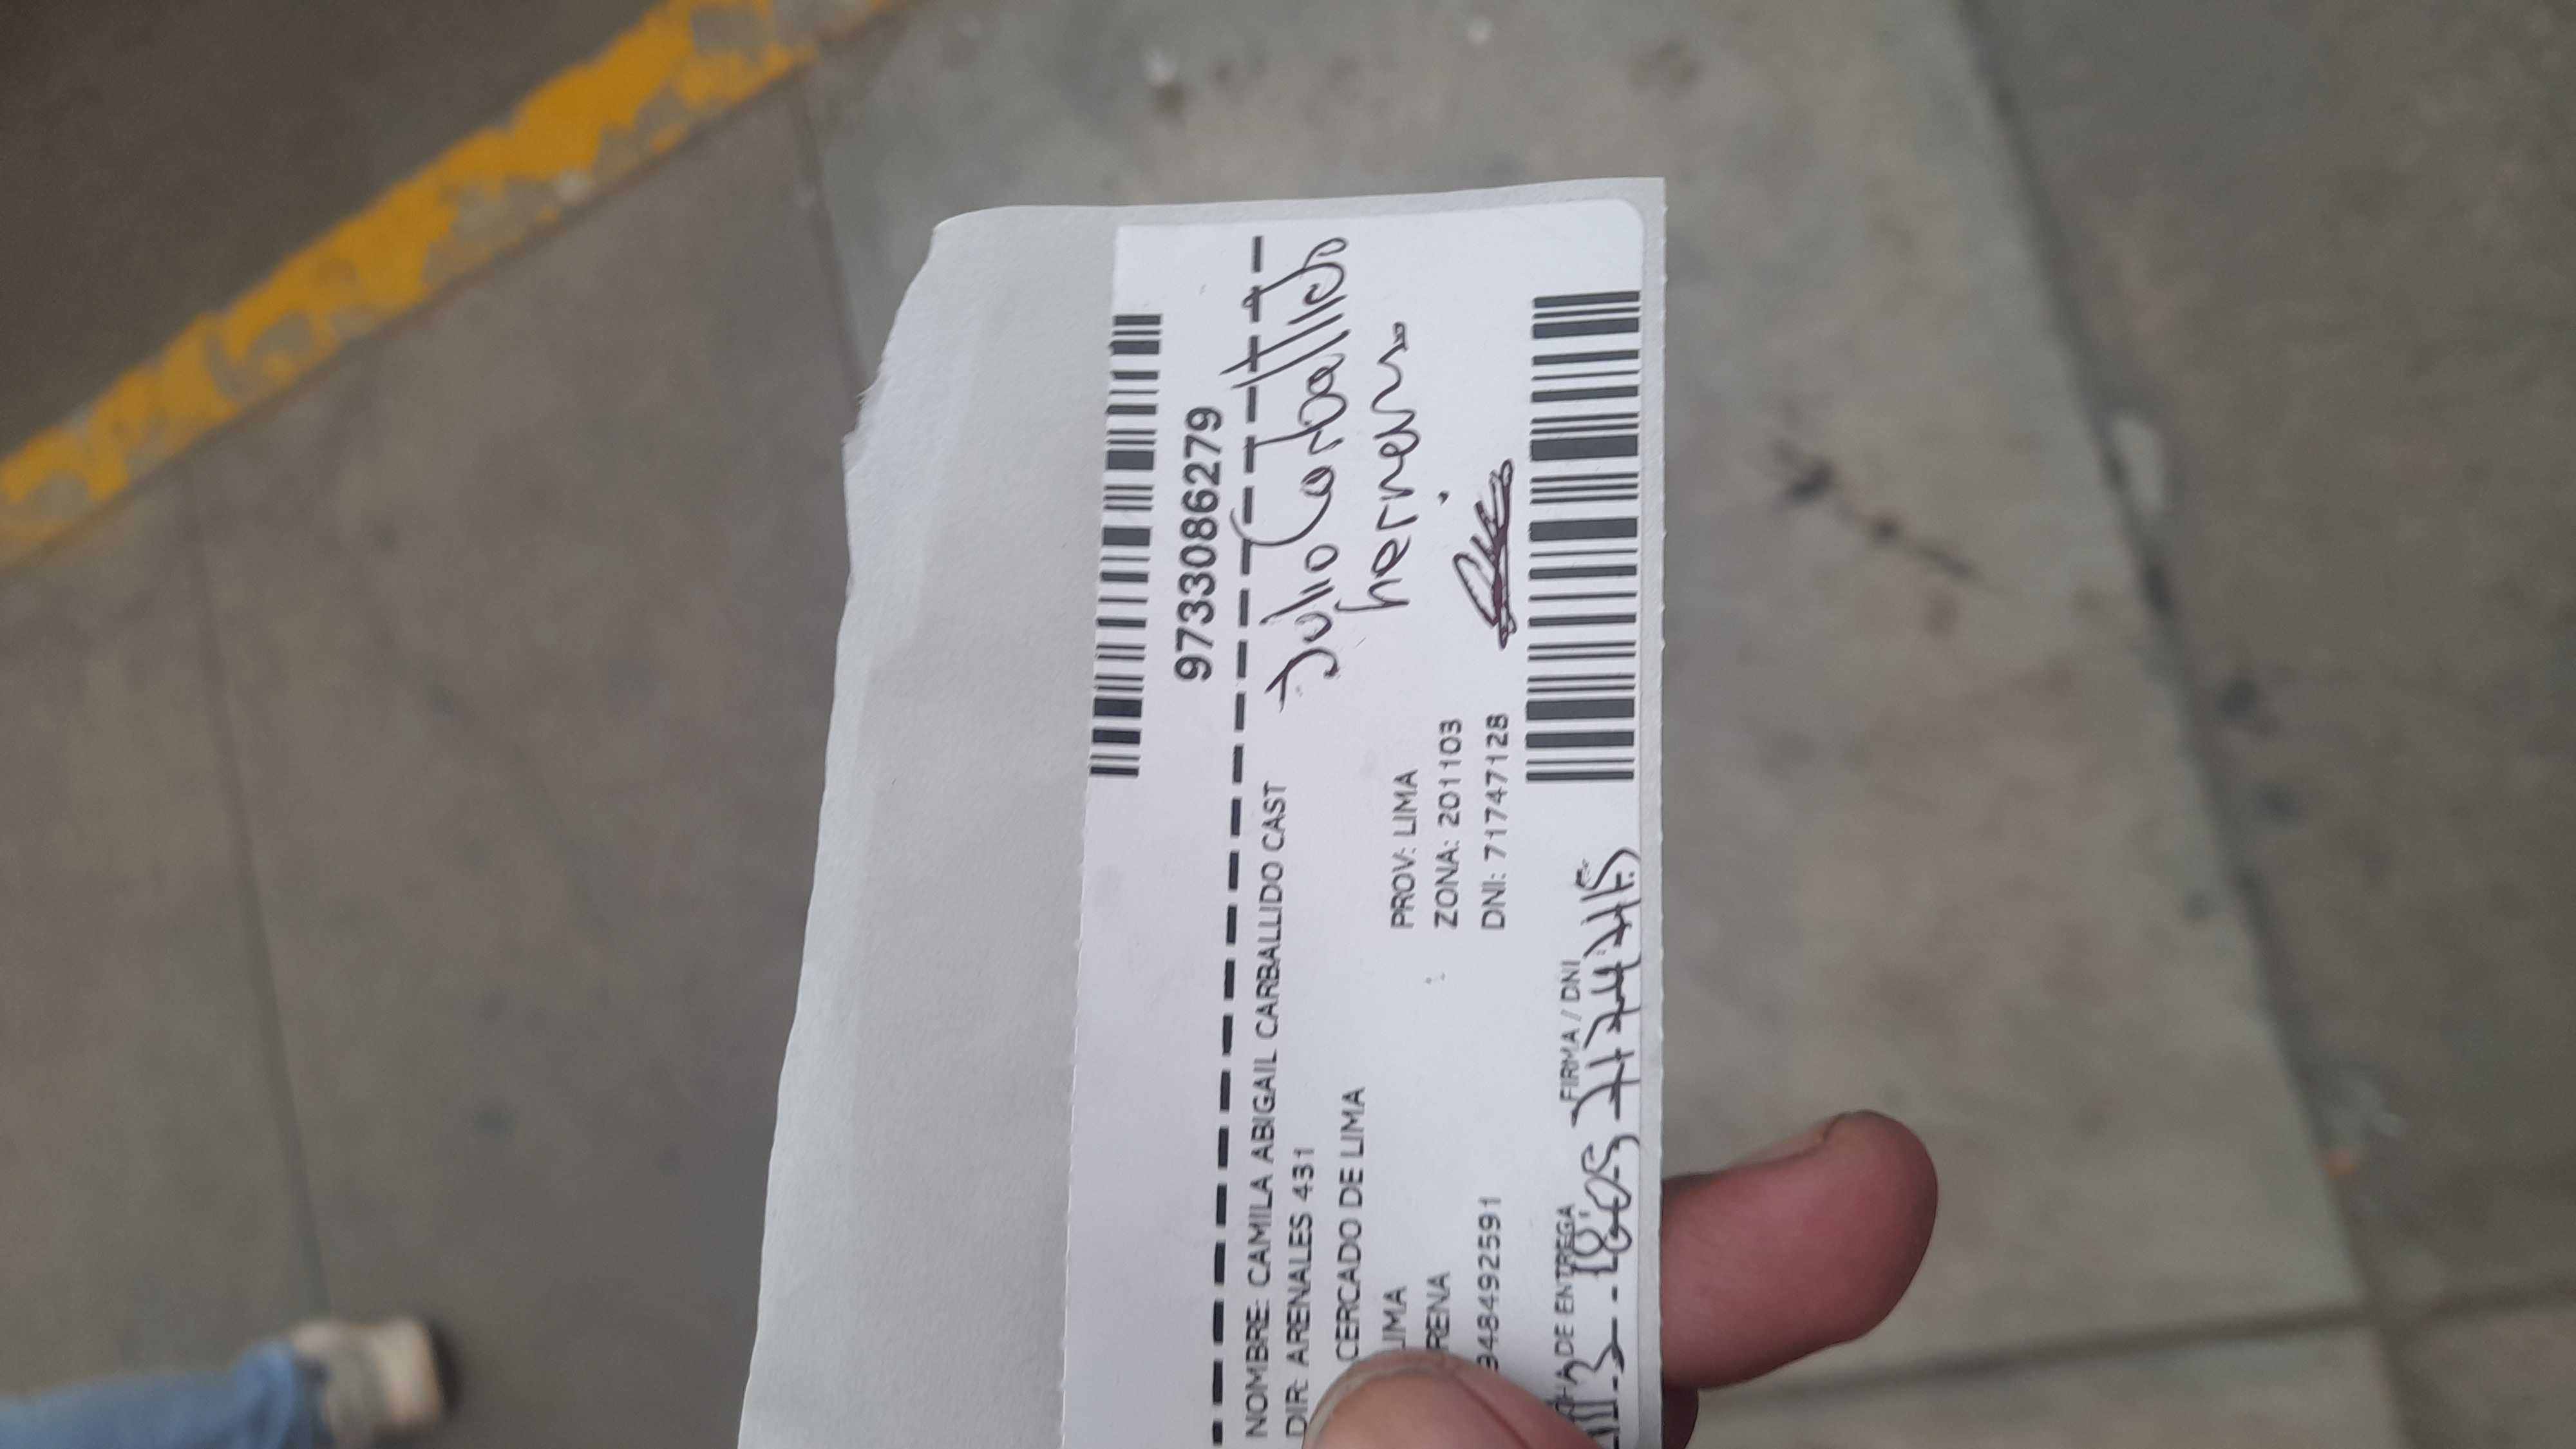 9733086279
NOMBRE: CAMILA ABIGAIL CARBALLIDO CAST
Julio Carballido
DIR: ARENALES 431
hermano
CERCADO DE LIMA
PROV: LIMA
ZONA: 201103
948492591
DNI: 71747128
DE ENTREGA
FIRMA / DNI